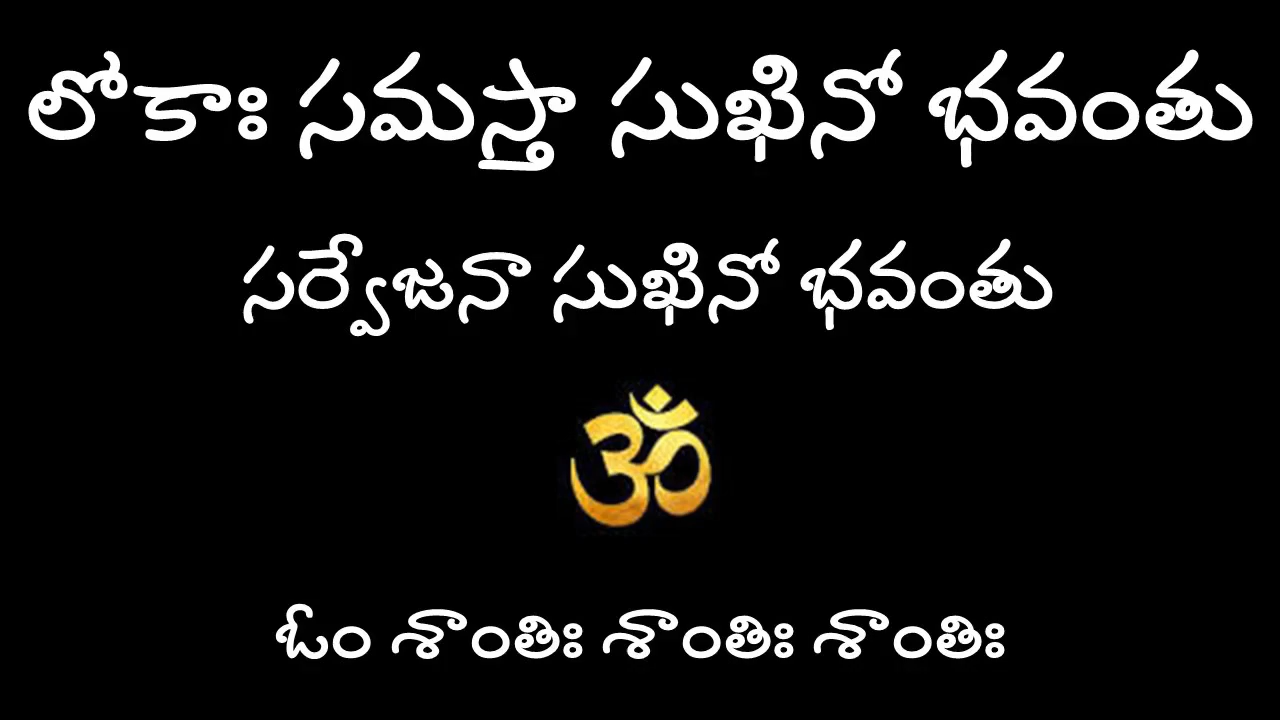 లోకాః సమస్తా సుఖినో భవంతు
సర్వేజనా సుఖినో భవంతు
ॐ
ఓం శాంతిః శాంతిః శాంతిః